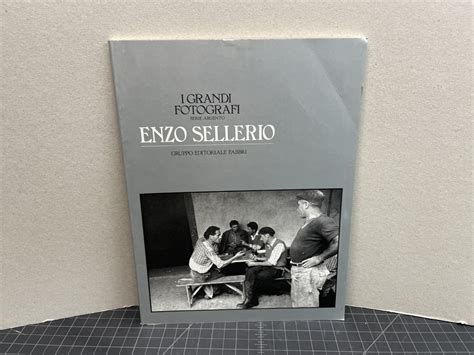 I GRANDI
FOTOGRAFI
SERIE ARGENTO
ENZO SELLERIO
GRUPPO EDITORIALE FABBRI